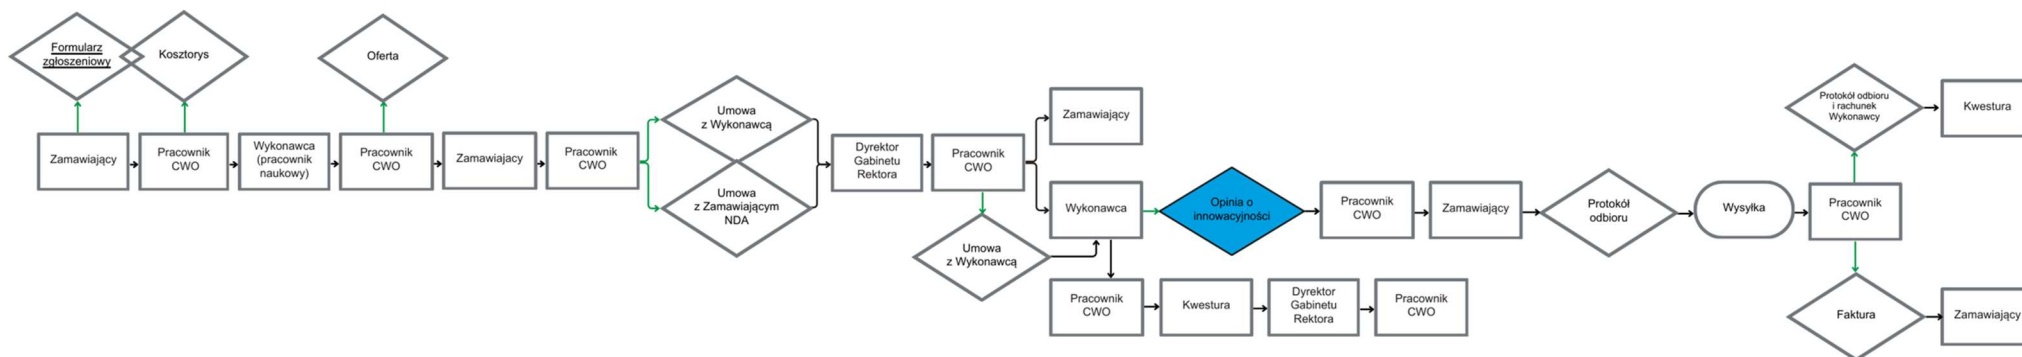 Formularz
zgłoszeniowy
Kosztorys
Oferta
Zamawiający
Pracownik
CWO
Wykonawca
(pracownik
naukowy)
Pracownik
CWO
Zamawiajacy
Pracownik
CWO
Umowa
z Wykonawcą
Umowa
z Zamawiającym
NDA
Dyrektor
Gabinetu
Rektora
Pracownik
CWO
Zamawiający
Wykonawca
Umowa
z Wykonawcą
Pracownik
CWO
Kwestura
Dyrektor
Gabinetu
Rektora
Pracownik
CWO
Opinia o
innowacyjności
Pracownik
CWO
Zamawiający
Protokół
odbioru
Wysyłka
Pracownik
CWO
Protokół odbioru
i rachunek
Wykonawcy
Kwestura
Faktura
Zamawiający